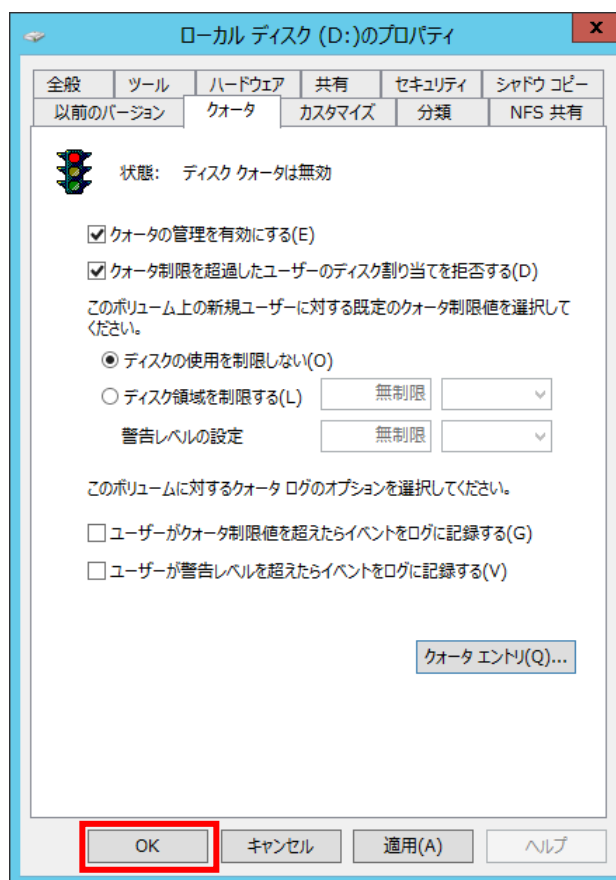 ローカル ディスク (D:)のプロパティ
x
全般 ツール ハードウェア 共有 セキュリティ シャドウ コピー
以前のバージョン クォータ カスタマイズ 分類 NFS 共有
状態: ディスク クォータは無効
クォータの管理を有効にする(E)
クォータ制限を超過したユーザーのディスク割り当てを拒否する(D)
このボリューム上の新規ユーザーに対する既定のクォータ制限値を選択して
ください。
ディスクの使用を制限しない(O)
ディスク領域を制限する(L) 無制限
警告レベルの設定 無制限
このボリュームに対するクォータ ログのオプションを選択してください。
ユーザーがクォータ制限値を超えたらイベントをログに記録する(G)
ユーザーが警告レベルを超えたらイベントをログに記録する(V)
クォータ エントリ(Q)...
OK キャンセル 適用(A) ヘルプ